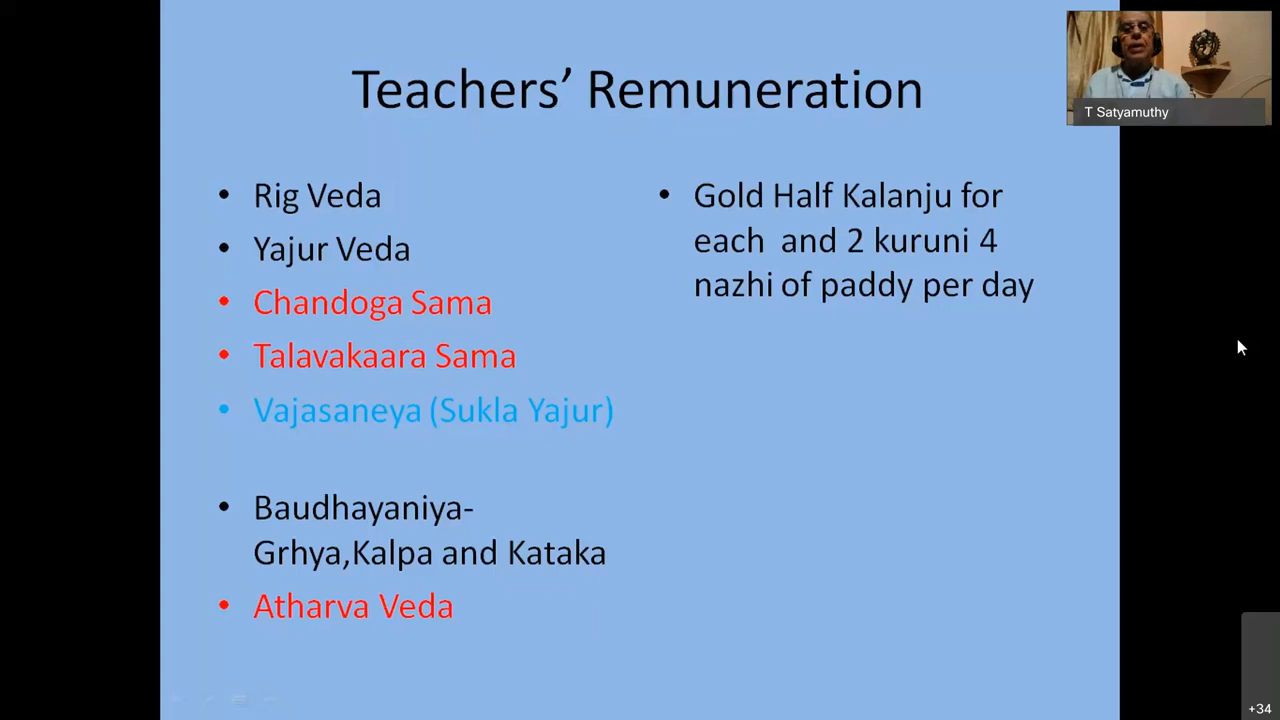 Teachers’ Remuneration
T Satyamuthy
• Rig Veda
• Yajur Veda
• Chandoga Sama
• Talavakaara Sama
• Vajasaneya (Sukla Yajur)
• Baudhayaniya-
Grhya,Kalpa and Kataka
• Atharva Veda
• Gold Half Kalanju for
each and 2 kuruni 4
nazhi of paddy per day
+34